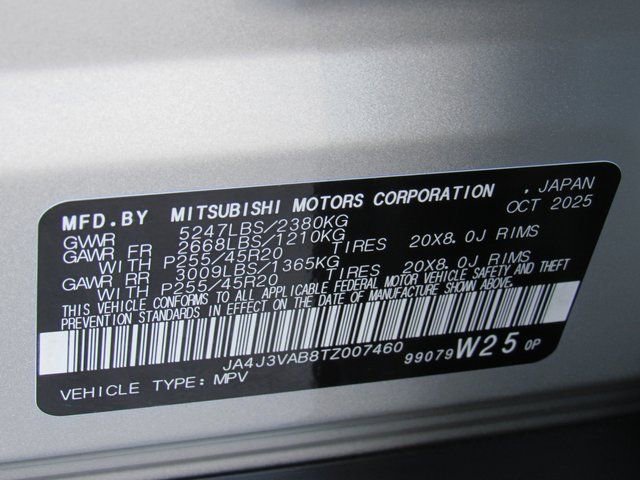 MFD.BY MITSUBISHI MOTORS CORPORATION . JAPAN
GVWR 5247LBS/2380KG OCT 2025
GAWR FR 2668LBS/1210KG
WITH P255/45R20 TIRES 20X8.0J RIMS
GAWR RR 3009LBS/1365KG
WITH P255/45R20 TIRES 20X8.0J RIMS
THIS VEHICLE CONFORMS TO ALL APPLICABLE FEDERAL MOTOR VEHICLE SAFETY AND THEFT
PREVENTION STANDARDS IN EFFECT ON THE DATE OF MANUFACTURE SHOWN ABOVE.
JA4J3VAB8TZ007460
99079 W25 OP
VEHICLE TYPE: MPV